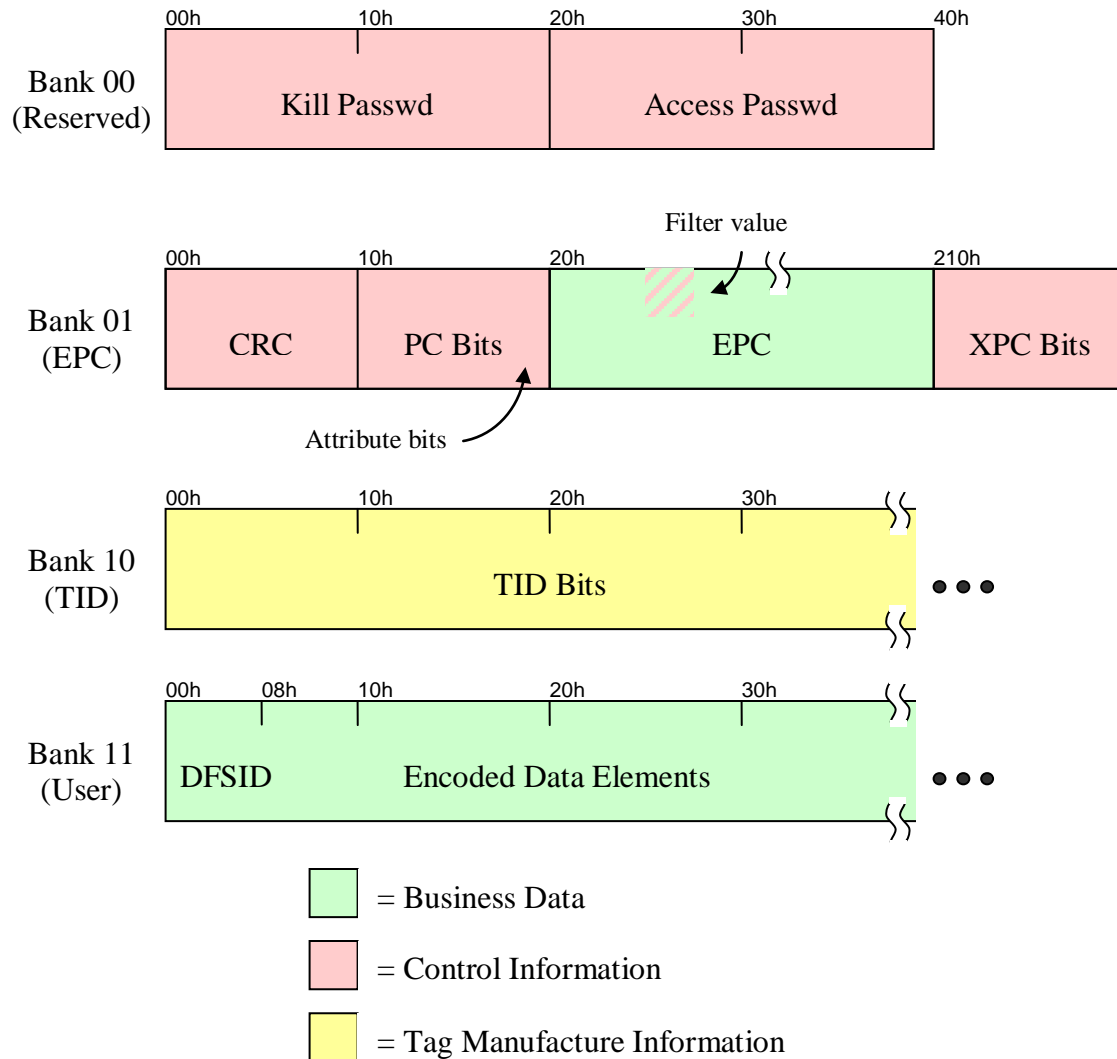 00h 10h 20h 30h 40h
Bank 00
(Reserved)
Kill Passwd Access Passwd
Filter value
00h 10h 20h 210h
Bank 01
(EPC)
CRC PC Bits EPC XPC Bits
Attribute bits
00h 10h 20h 30h
Bank 10
(TID)
TID Bits
00h 08h 10h 20h 30h
Bank 11
(User)
DFSID Encoded Data Elements
= Business Data
= Control Information
= Tag Manufacture Information